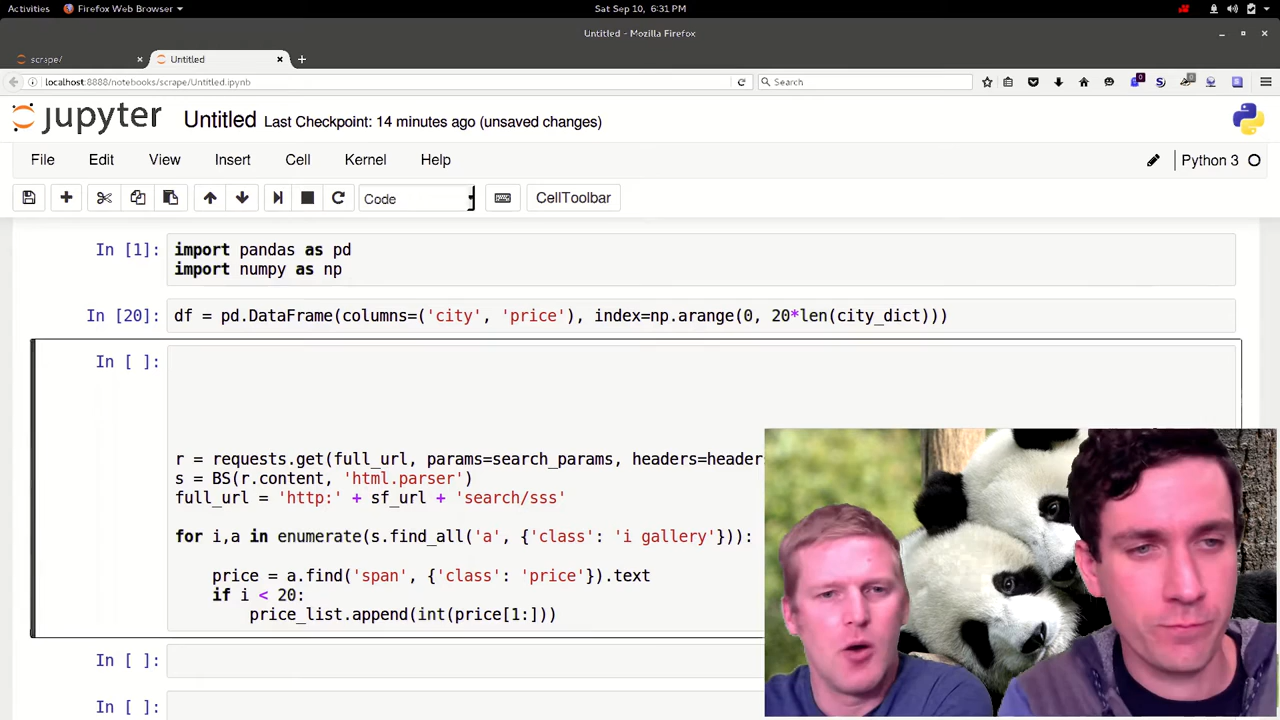 Activities Firefox Web Browser Sat Sep 10, 6:31 PM
Untitled - Mozilla Firefox
scrape/ Untitled
localhost:8888/notebooks/scrape/Untitled.ipynb Search 0 0
jupyter Untitled Last Checkpoint: 14 minutes ago (unsaved changes)
File Edit View Insert Cell Kernel Help Python 3
Code CellToolbar
In [1]: import pandas as pd
import numpy as np
In [20]: df = pd.DataFrame(columns=('city', 'price'), index=np.arange(0, 20*len(city_dict)))
In [ ]:
r = requests.get(full_url, params=search_params, headers=header
s = BS(r.content, 'html.parser')
full_url = 'http:' + sf_url + 'search/sss'
for i,a in enumerate(s.find_all('a', {'class': 'i gallery'})):
price = a.find('span', {'class': 'price'}).text
if i < 20:
price_list.append(int(price[1:]))
In [ ]:
In [ ]: